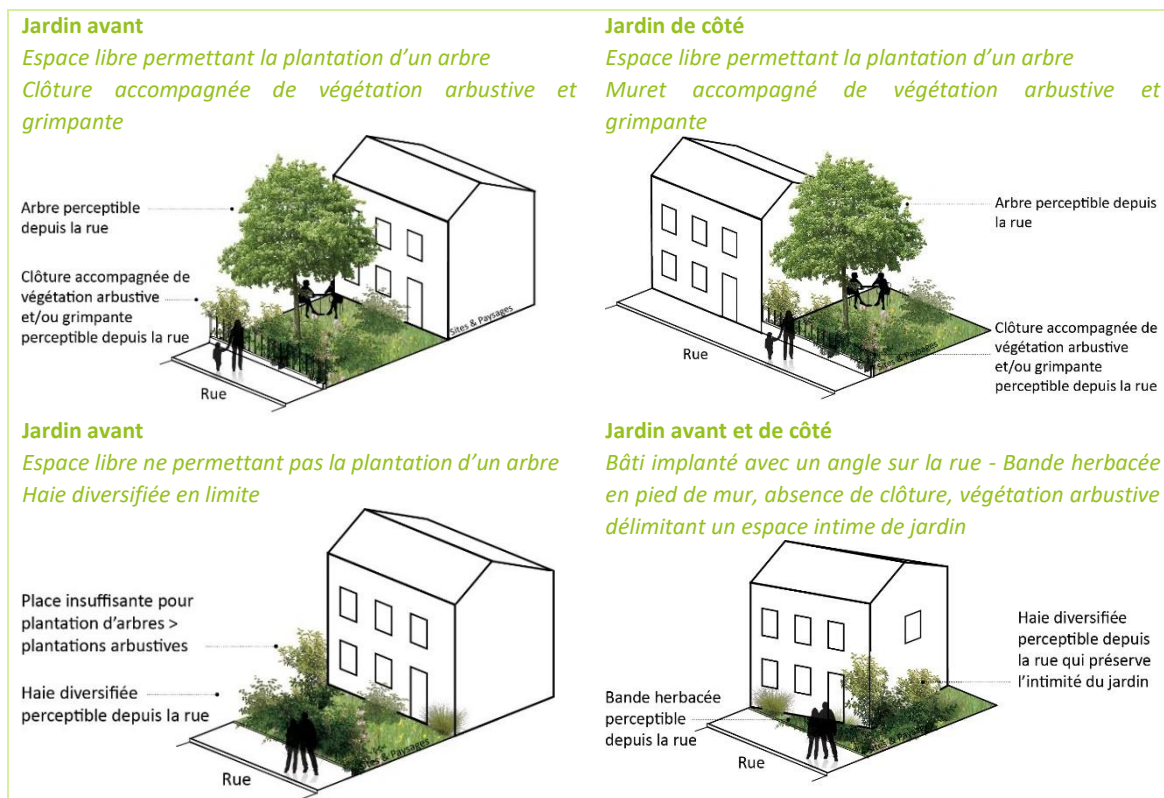 Jardin avant
Espace libre permettant la plantation d'un arbre
Clôture accompagnée de végétation arbustive et
grimpante
Arbre perceptible
depuis la rue
Clôture accompagnée de
végétation arbustive
et/ou grimpante
perceptible depuis la rue
Rue
Sites & Paysages
Jardin de côté
Espace libre permettant la plantation d'un arbre
Muret accompagné de végétation arbustive et
grimpante
Arbre perceptible depuis
la rue
Clôture accompagnée de
végétation arbustive
et/ou grimpante
perceptible depuis la rue
Rue
Sites & Paysages
Jardin avant
Espace libre ne permettant pas la plantation d'un arbre
Haie diversifiée en limite
Place insuffisante pour
plantation d'arbres >
plantations arbustives
Haie diversifiée
perceptible depuis la rue
Rue
Sites & Paysages
Jardin avant et de côté
Bâti implanté avec un angle sur la rue - Bande herbacée
en pied de mur, absence de clôture, végétation arbustive
délimitant un espace intime de jardin
Haie diversifiée
perceptible depuis
la rue qui préserve
l'intimité du jardin
Bande herbacée
perceptible
depuis la rue
Rue
Sites & Paysages